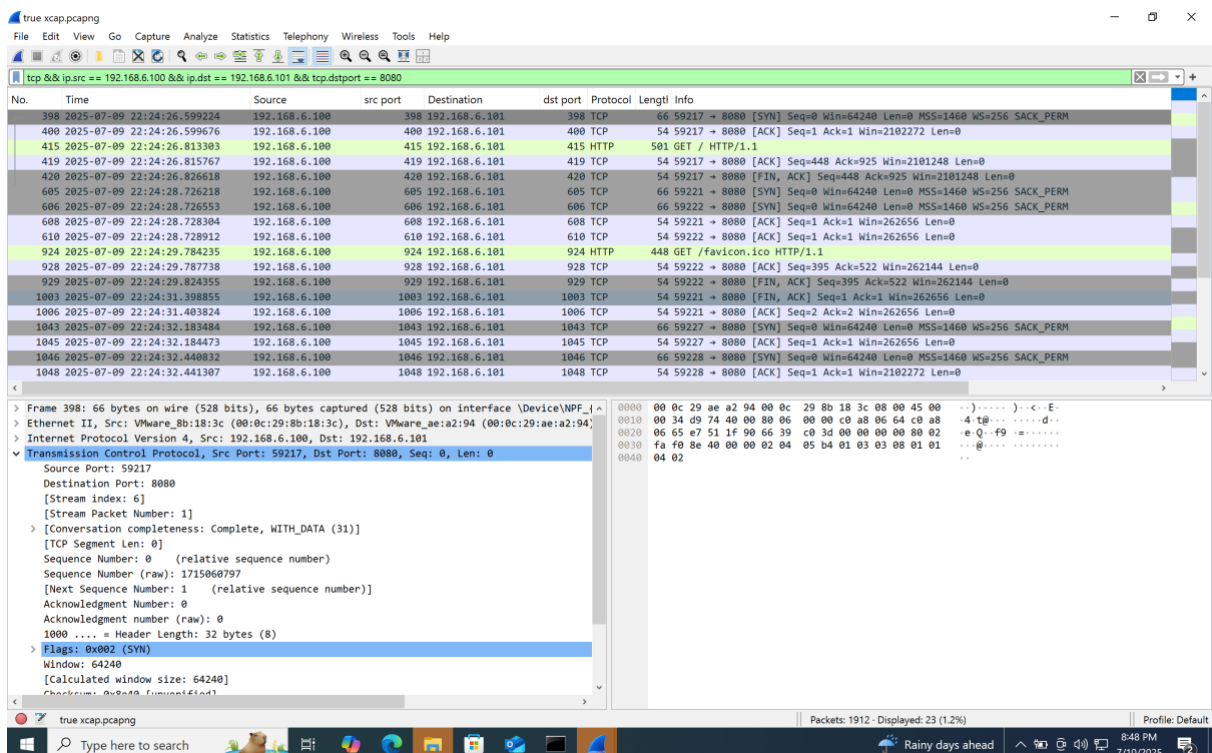 true xcap.pcapng
File Edit View Go Capture Analyze Statistics Telephony Wireless Tools Help
tcp && ip.src == 192.168.6.100 && ip.dst == 192.168.6.101 && tcp.dstport == 8080
No. Time Source src port Destination dst port Protocol Lengtl Info
398 2025-07-09 22:24:26.599224 192.168.6.100 398 192.168.6.101 398 TCP 66 59217 → 8080 [SYN] Seq=0 Win=64240 Len=0 MSS=1460 WS=256 SACK_PERM
400 2025-07-09 22:24:26.599676 192.168.6.100 400 192.168.6.101 400 TCP 54 59217 → 8080 [ACK] Seq=1 Ack=1 Win=2102272 Len=0
415 2025-07-09 22:24:26.813303 192.168.6.100 415 192.168.6.101 415 HTTP 501 GET / HTTP/1.1
419 2025-07-09 22:24:26.815767 192.168.6.100 419 192.168.6.101 419 TCP 54 59217 → 8080 [ACK] Seq=448 Ack=925 Win=2101248 Len=0
420 2025-07-09 22:24:26.826618 192.168.6.100 420 192.168.6.101 420 TCP 54 59217 → 8080 [FIN, ACK] Seq=448 Ack=925 Win=2101248 Len=0
605 2025-07-09 22:24:28.726218 192.168.6.100 605 192.168.6.101 605 TCP 66 59221 → 8080 [SYN] Seq=0 Win=64240 Len=0 MSS=1460 WS=256 SACK_PERM
606 2025-07-09 22:24:28.726553 192.168.6.100 606 192.168.6.101 606 TCP 66 59222 → 8080 [SYN] Seq=0 Win=64240 Len=0 MSS=1460 WS=256 SACK_PERM
608 2025-07-09 22:24:28.728304 192.168.6.100 608 192.168.6.101 608 TCP 54 59221 → 8080 [ACK] Seq=1 Ack=1 Win=262656 Len=0
610 2025-07-09 22:24:28.728912 192.168.6.100 610 192.168.6.101 610 TCP 54 59222 → 8080 [ACK] Seq=1 Ack=1 Win=262656 Len=0
924 2025-07-09 22:24:29.784235 192.168.6.100 924 192.168.6.101 924 HTTP 448 GET /favicon.ico HTTP/1.1
928 2025-07-09 22:24:29.787738 192.168.6.100 928 192.168.6.101 928 TCP 54 59222 → 8080 [ACK] Seq=395 Ack=522 Win=262144 Len=0
929 2025-07-09 22:24:29.824355 192.168.6.100 929 192.168.6.101 929 TCP 54 59222 → 8080 [FIN, ACK] Seq=395 Ack=522 Win=262144 Len=0
1003 2025-07-09 22:24:31.398855 192.168.6.100 1003 192.168.6.101 1003 TCP 54 59221 → 8080 [FIN, ACK] Seq=1 Ack=1 Win=262656 Len=0
1006 2025-07-09 22:24:31.403824 192.168.6.100 1006 192.168.6.101 1006 TCP 54 59221 → 8080 [ACK] Seq=2 Ack=2 Win=262656 Len=0
1043 2025-07-09 22:24:32.183484 192.168.6.100 1043 192.168.6.101 1043 TCP 66 59227 → 8080 [SYN] Seq=0 Win=64240 Len=0 MSS=1460 WS=256 SACK_PERM
1045 2025-07-09 22:24:32.184473 192.168.6.100 1045 192.168.6.101 1045 TCP 54 59227 → 8080 [ACK] Seq=1 Ack=1 Win=262656 Len=0
1046 2025-07-09 22:24:32.440832 192.168.6.100 1046 192.168.6.101 1046 TCP 66 59228 → 8080 [SYN] Seq=0 Win=64240 Len=0 MSS=1460 WS=256 SACK_PERM
1048 2025-07-09 22:24:32.441307 192.168.6.100 1048 192.168.6.101 1048 TCP 54 59228 → 8080 [ACK] Seq=1 Ack=1 Win=2102272 Len=0
Frame 398: 66 bytes on wire (528 bits), 66 bytes captured (528 bits) on interface \Device\NPF_{
Ethernet II, Src: VMware_8b:18:3c (00:0c:29:8b:18:3c), Dst: VMware_ae:a2:94 (00:0c:29:ae:a2:94)
Internet Protocol Version 4, Src: 192.168.6.100, Dst: 192.168.6.101
Transmission Control Protocol, Src Port: 59217, Dst Port: 8080, Seq: 0, Len: 0
Source Port: 59217
Destination Port: 8080
[Stream index: 6]
[Stream Packet Number: 1]
[Conversation completeness: Complete, WITH_DATA (31)]
[TCP Segment Len: 0]
Sequence Number: 0 (relative sequence number)
Sequence Number (raw): 1715060797
[Next Sequence Number: 1 (relative sequence number)]
Acknowledgment Number: 0
Acknowledgment number (raw): 0
1000 .... = Header Length: 32 bytes (8)
Flags: 0x002 (SYN)
Window: 64240
[Calculated window size: 64240]
Checksum: 0x8e40 [unverified]
0000 00 0c 29 ae a2 94 00 0c 29 8b 18 3c 08 00 45 00 ··)····· )··<··E·
0010 00 34 d9 74 40 00 80 06 00 00 c0 a8 06 64 c0 a8 ·4·t@··· ·····d··
0020 06 65 e7 51 1f 90 66 39 c0 3d 00 00 00 00 80 02 ·e·Q··f9 ·=······
0030 fa f0 8e 40 00 00 02 04 05 b4 01 03 03 08 01 01 ···@···· ········
0040 04 02 ··
true xcap.pcapng
Packets: 1912 · Displayed: 23 (1.2%)
Profile: Default
Type here to search
Rainy days ahead
8:48 PM
7/10/2025